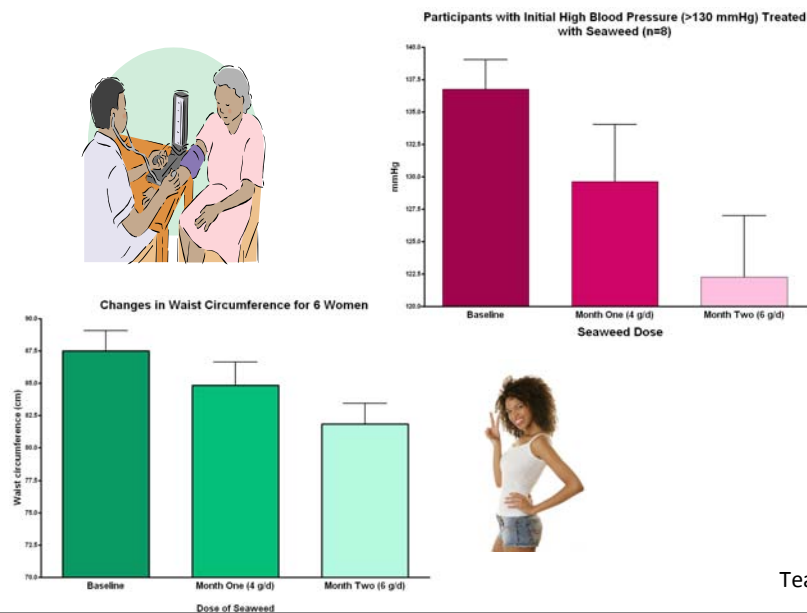 Participants with Initial High Blood Pressure (>130 mmHg) Treated
with Seaweed (n=8)
140.0
137.5
135.0
132.5
130.0
127.5
125.0
122.5
120.0
mmHg
Baseline
Month One (4 g/d)
Month Two (6 g/d)
Seaweed Dose
Changes in Waist Circumference for 6 Women
90.0
87.5
85.0
82.5
80.0
77.5
75.0
72.5
70.0
Waist circumference (cm)
Baseline
Month One (4 g/d)
Month Two (6 g/d)
Dose of Seaweed
Tea